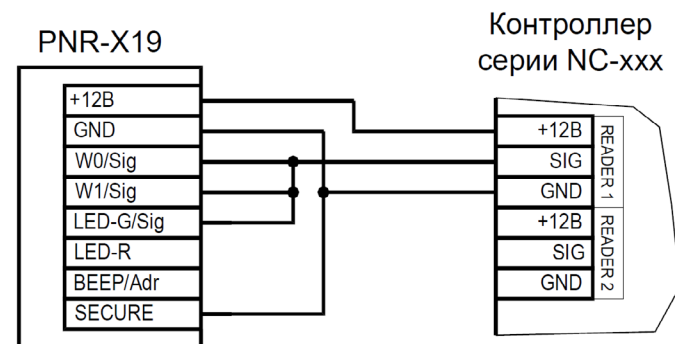 PNR-X19
+12В
GND
W0/Sig
W1/Sig
LED-G/Sig
LED-R
BEEP/Adr
SECURE
Контроллер
серии NC-xxx
+12В
SIG
GND
READER 1
+12В
SIG
GND
READER 2